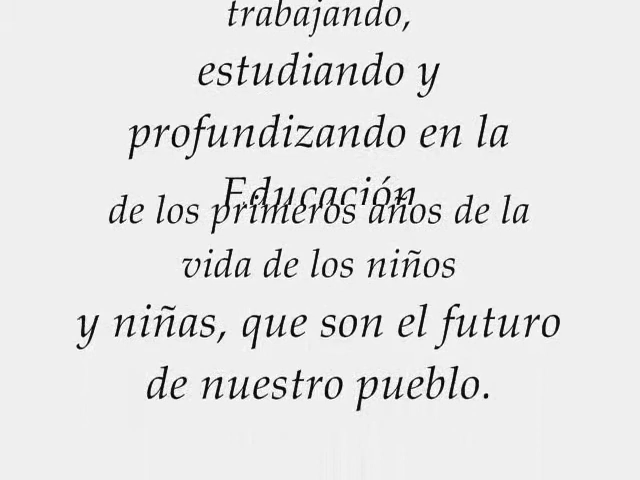 trabajando,
estudiando y
profundizando en la
Educación
de los primeros años de la
vida de los niños
y niñas, que son el futuro
de nuestro pueblo.